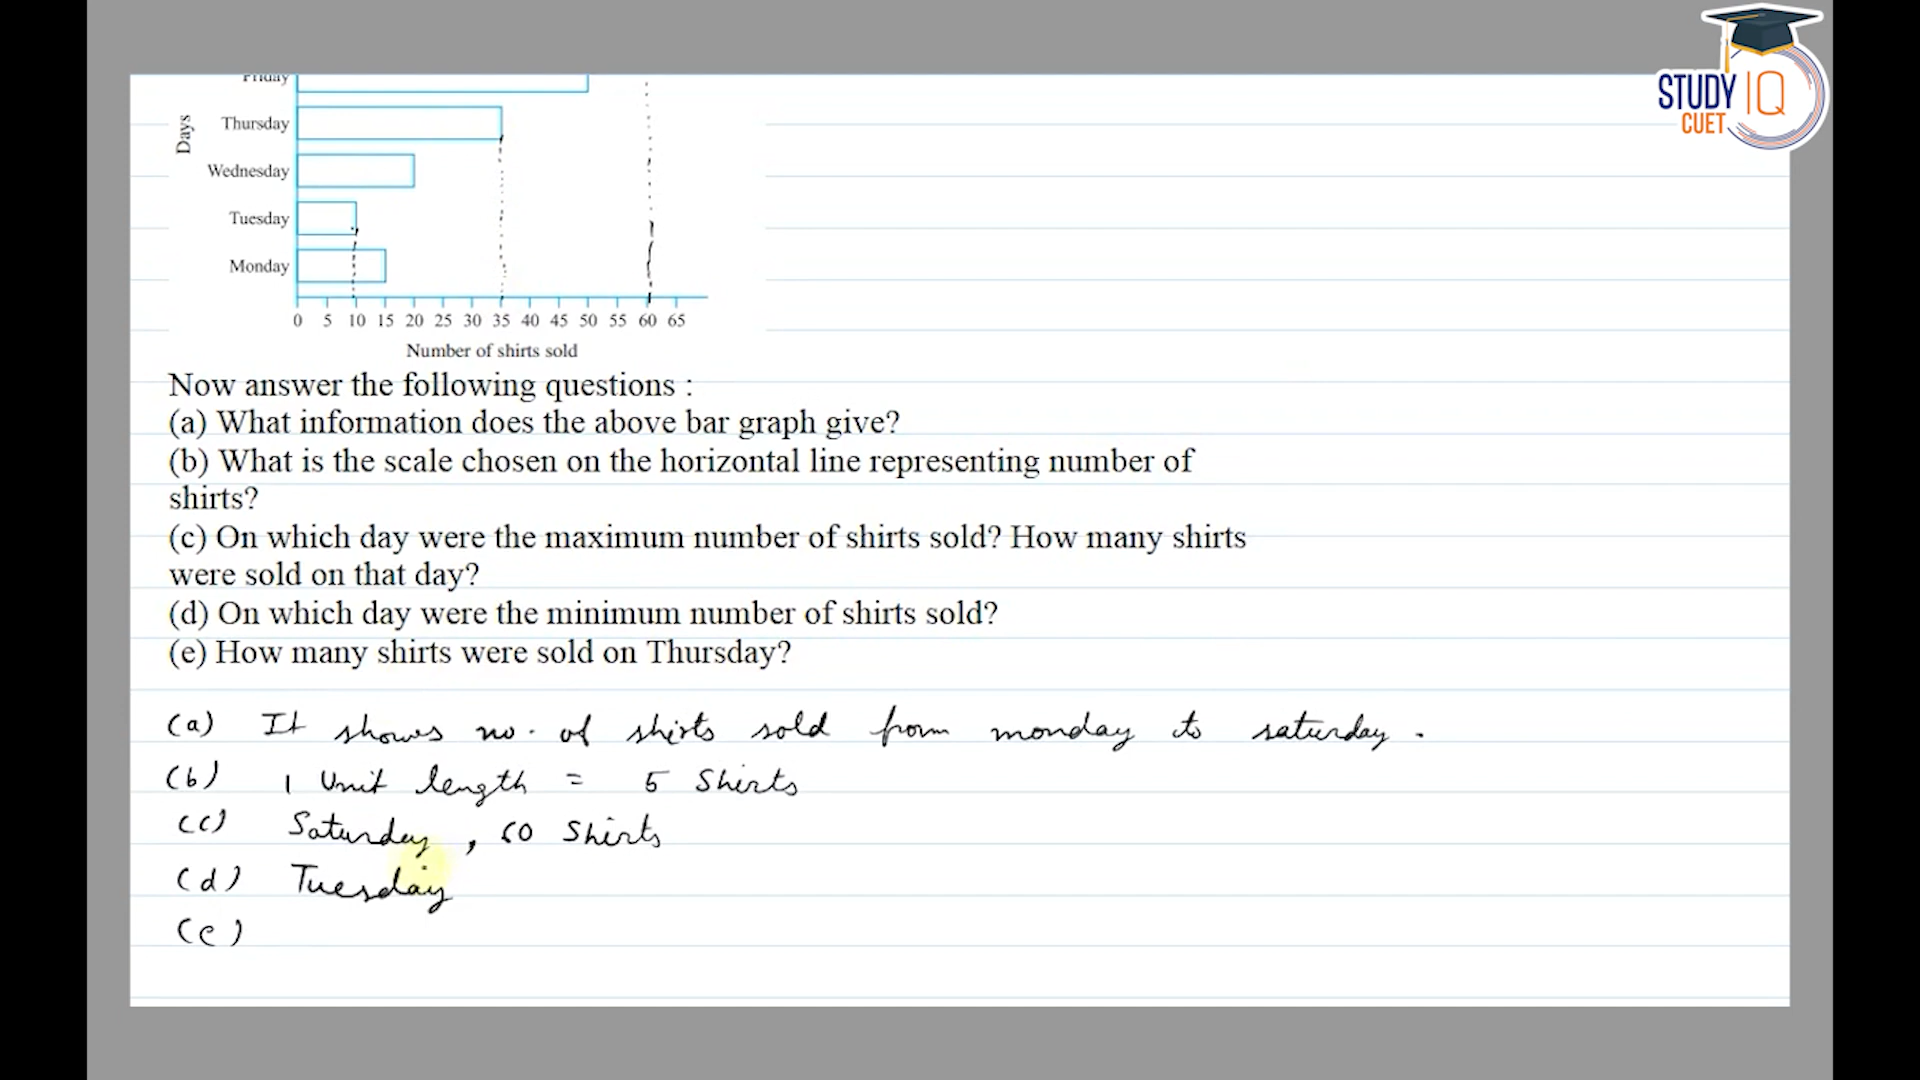 STUDY IQ
CUET
Friday
Thursday
Days
Wednesday
Tuesday
Monday
0 5 10 15 20 25 30 35 40 45 50 55 60 65
Number of shirts sold
Now answer the following questions :
(a) What information does the above bar graph give?
(b) What is the scale chosen on the horizontal line representing number of
shirts?
(c) On which day were the maximum number of shirts sold? How many shirts
were sold on that day?
(d) On which day were the minimum number of shirts sold?
(e) How many shirts were sold on Thursday?
(a) It shows no. of shirts sold from monday to saturday.
(b) 1 Unit length = 5 Shirts
(c) Saturday, 60 Shirts
(d) Tuesday
(e)